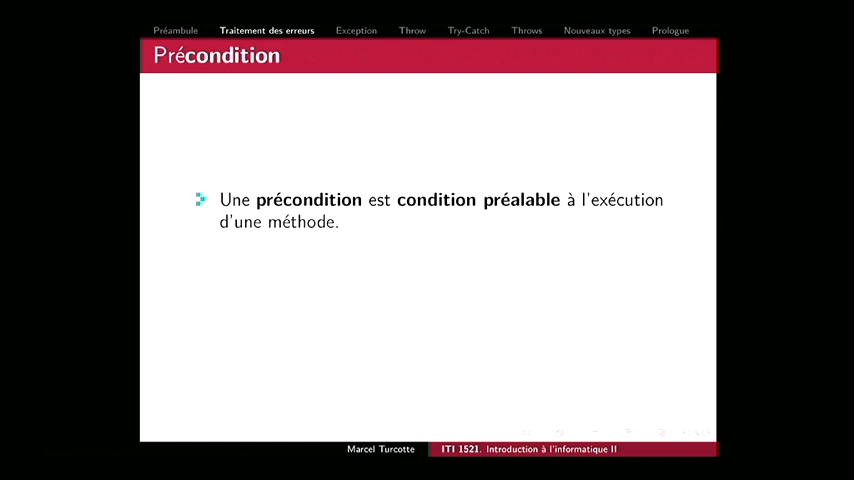 Préambule Traitement des erreurs Exception Throw Try-Catch Throws Nouveaux types Prologue
Précondition
Une précondition est condition préalable à l'exécution
d'une méthode.
Marcel Turcotte ITI 1521. Introduction à l'informatique II